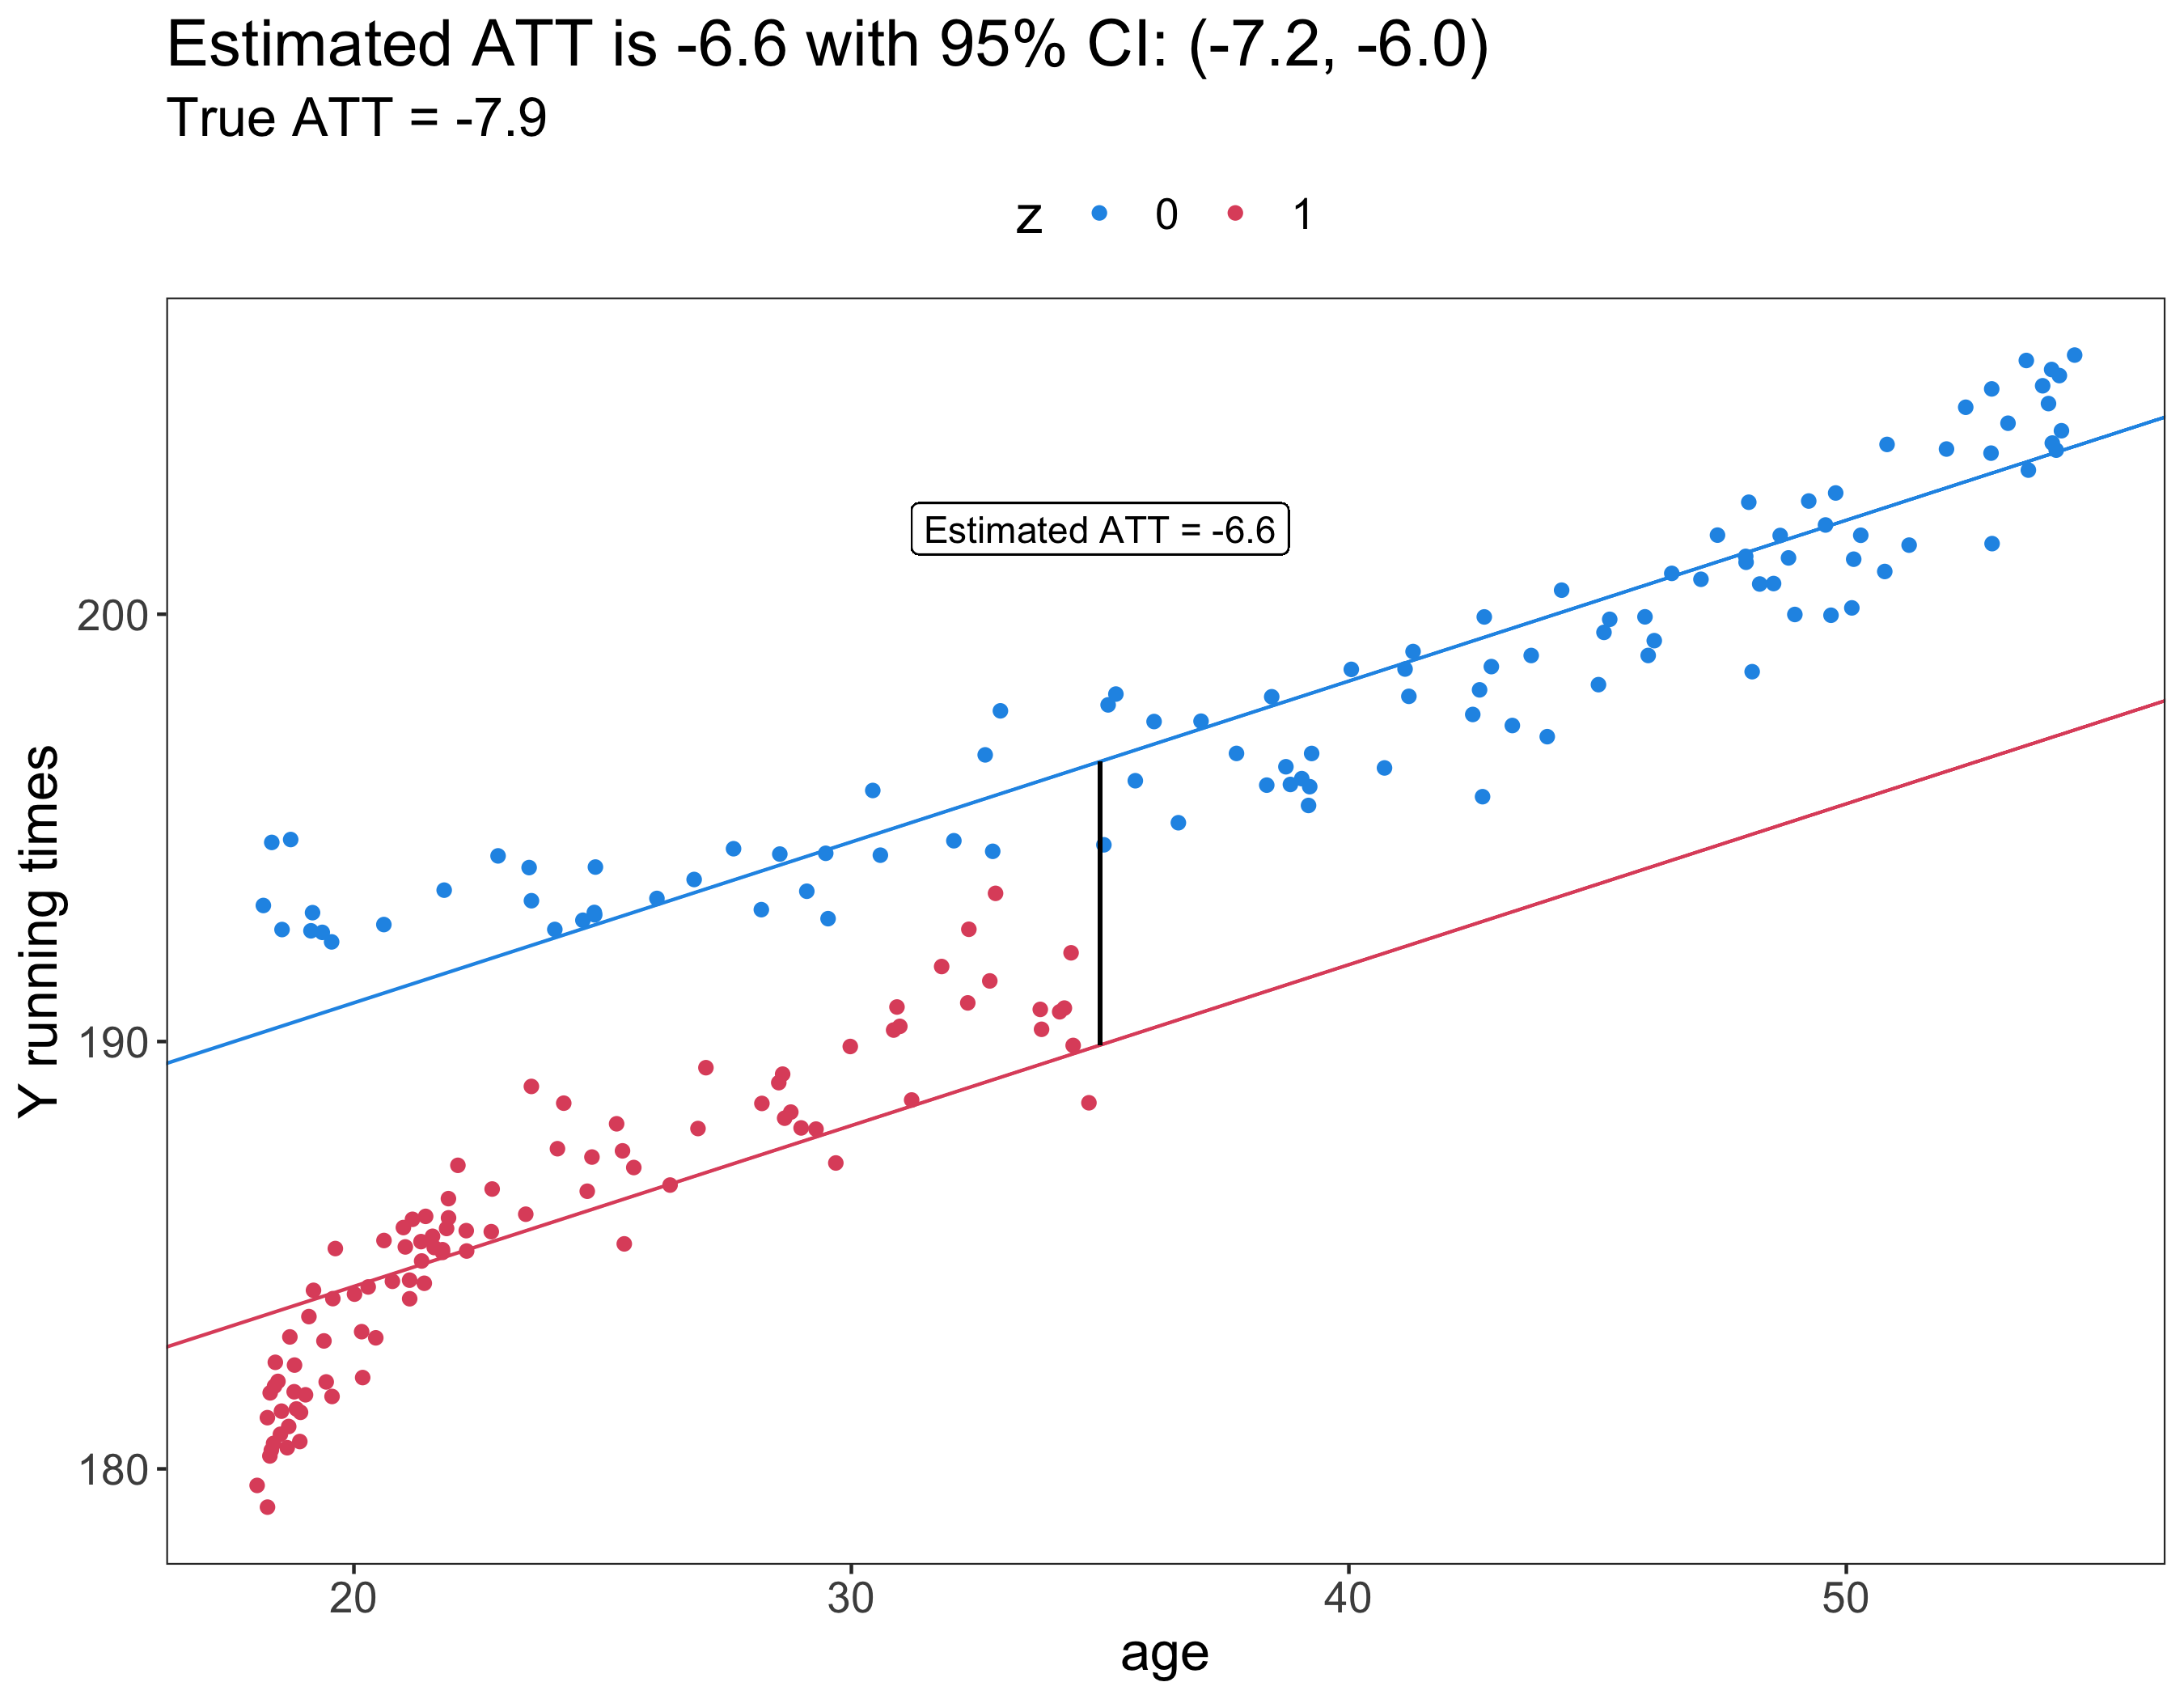 Estimated ATT is -6.6 with 95% CI: (-7.2, -6.0)
True ATT = -7.9
z 0 1
Estimated ATT = -6.6
200
190
180
Y running times
20 30 40 50
age